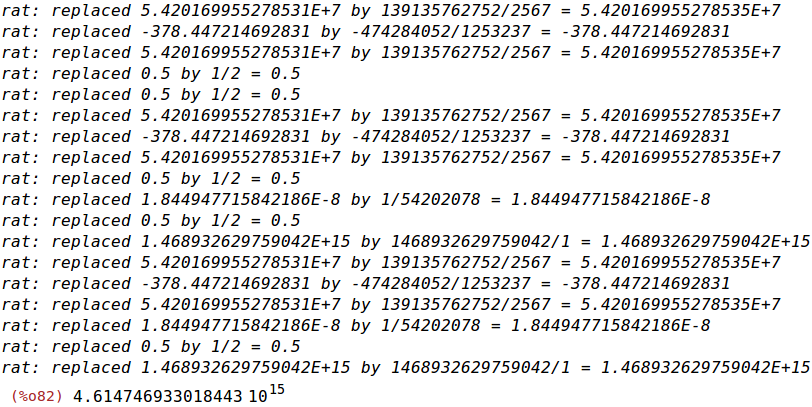 rat: replaced 5.420169955278531E+7 by 139135762752/2567 = 5.420169955278535E+7
rat: replaced -378.447214692831 by -474284052/1253237 = -378.447214692831
rat: replaced 5.420169955278531E+7 by 139135762752/2567 = 5.420169955278535E+7
rat: replaced 0.5 by 1/2 = 0.5
rat: replaced 0.5 by 1/2 = 0.5
rat: replaced 5.420169955278531E+7 by 139135762752/2567 = 5.420169955278535E+7
rat: replaced -378.447214692831 by -474284052/1253237 = -378.447214692831
rat: replaced 5.420169955278531E+7 by 139135762752/2567 = 5.420169955278535E+7
rat: replaced 0.5 by 1/2 = 0.5
rat: replaced 1.844947715842186E-8 by 1/54202078 = 1.844947715842186E-8
rat: replaced 0.5 by 1/2 = 0.5
rat: replaced 1.468932629759042E+15 by 1468932629759042/1 = 1.468932629759042E+15
rat: replaced 5.420169955278531E+7 by 139135762752/2567 = 5.420169955278535E+7
rat: replaced -378.447214692831 by -474284052/1253237 = -378.447214692831
rat: replaced 5.420169955278531E+7 by 139135762752/2567 = 5.420169955278535E+7
rat: replaced 1.844947715842186E-8 by 1/54202078 = 1.844947715842186E-8
rat: replaced 0.5 by 1/2 = 0.5
rat: replaced 1.468932629759042E+15 by 1468932629759042/1 = 1.468932629759042E+15
(%o82) 4.614746933018443 10^15